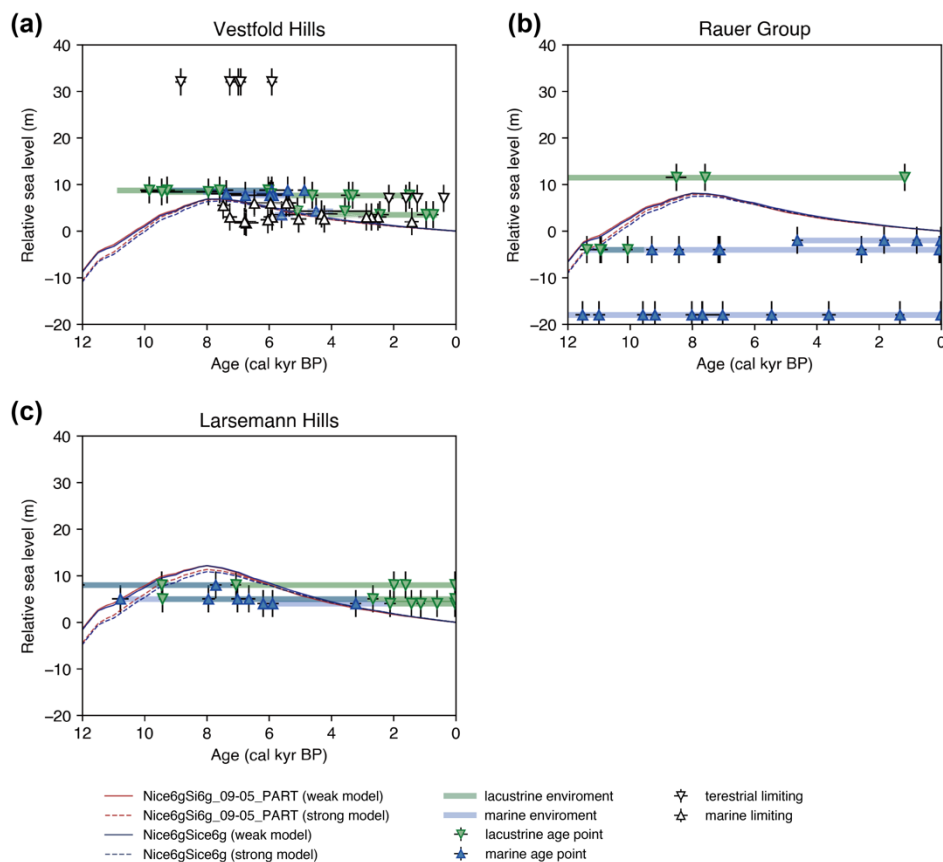 (a)
Vestfold Hills
40
30
20
10
0
−10
−20
Relative sea level (m)
12 10 8 6 4 2 0
Age (cal kyr BP)
(b)
Rauer Group
40
30
20
10
0
−10
−20
Relative sea level (m)
12 10 8 6 4 2 0
Age (cal kyr BP)
(c)
Larsemann Hills
40
30
20
10
0
−10
−20
Relative sea level (m)
12 10 8 6 4 2 0
Age (cal kyr BP)
Nice6gSi6g_09-05_PART (weak model)
Nice6gSi6g_09-05_PART (strong model)
Nice6gSice6g (weak model)
Nice6gSice6g (strong model)
lacustrine enviroment
marine enviroment
lacustrine age point
marine age point
terestrial limiting
marine limiting